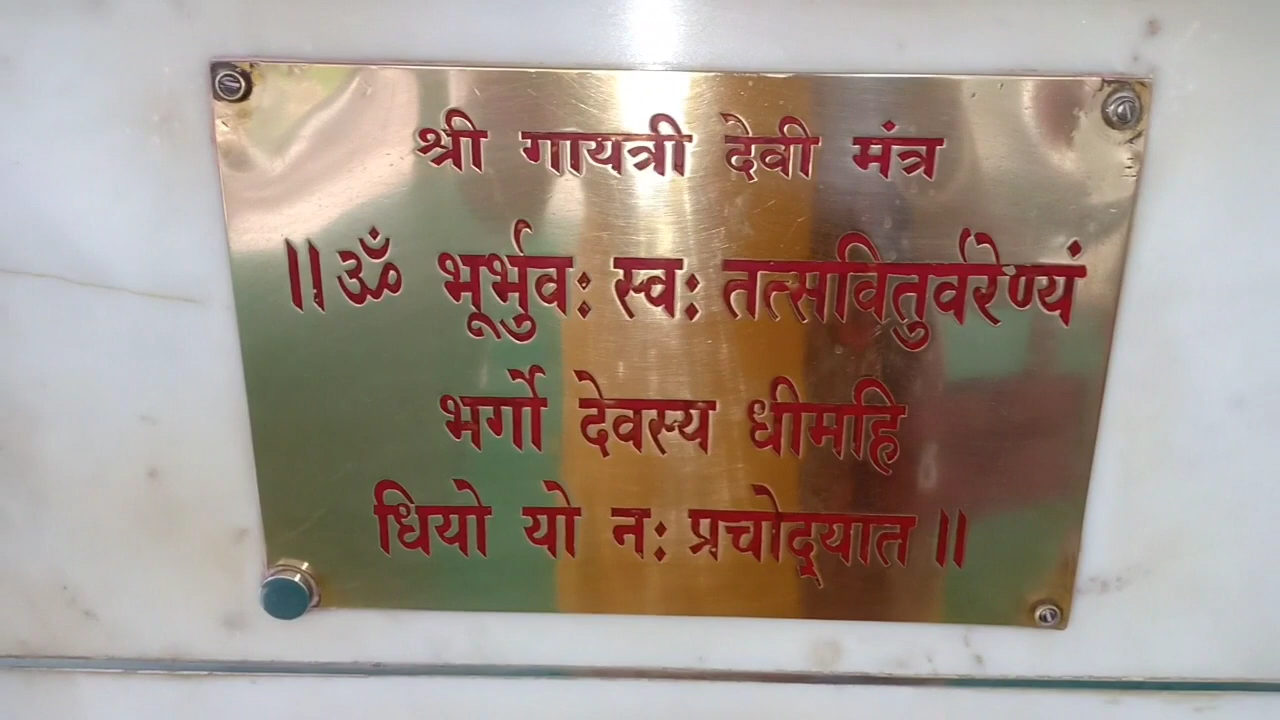 श्री गायत्री देवी मंत्र
॥ॐ भूर्भुवः स्वः तत्सवितुर्वरेण्यं
भर्गो देवस्य धीमहि
धियो यो नः प्रचोद्‌यात ॥